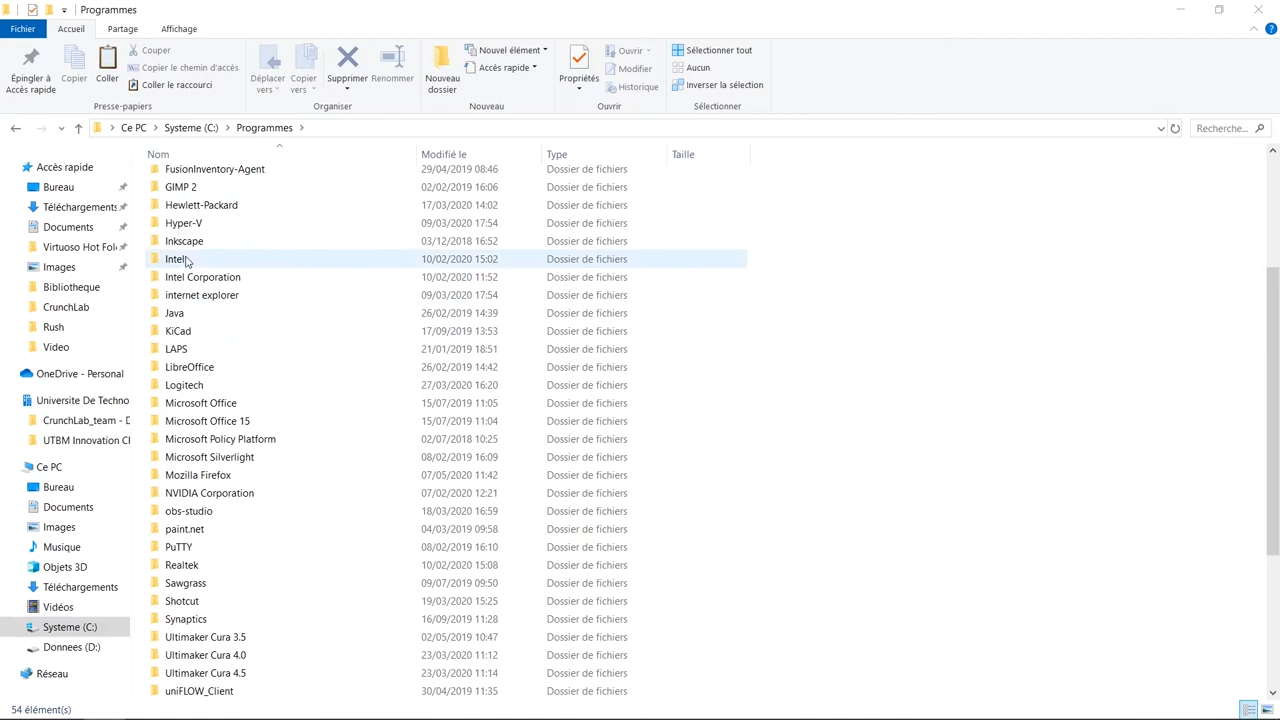 Programmes
Fichier Accueil Partage Affichage
Épingler à Accès rapide
Copier
Coller
Couper
Copier le chemin d'accès
Coller le raccourci
Presse-papiers
Déplacer vers
Copier vers
Supprimer
Renommer
Organiser
Nouveau dossier
Nouvel élément
Accès rapide
Nouveau
Propriétés
Ouvrir
Modifier
Historique
Ouvrir
Sélectionner tout
Aucun
Inverser la sélection
Sélectionner
Ce PC > Systeme (C:) > Programmes >
Recherche...
Accès rapide
Bureau
Téléchargements
Documents
Virtuoso Hot Fol
Images
Bibliotheque
CrunchLab
Rush
Video
OneDrive - Personal
Universite De Techno
CrunchLab_team - D
UTBM Innovation C
Ce PC
Bureau
Documents
Images
Musique
Objets 3D
Téléchargements
Vidéos
Systeme (C:)
Donnees (D:)
Réseau
Nom Modifié le Type Taille
FusionInventory-Agent 29/04/2019 08:46 Dossier de fichiers
GIMP 2 02/02/2019 16:06 Dossier de fichiers
Hewlett-Packard 17/03/2020 14:02 Dossier de fichiers
Hyper-V 09/03/2020 17:54 Dossier de fichiers
Inkscape 03/12/2018 16:52 Dossier de fichiers
Intel 10/02/2020 15:02 Dossier de fichiers
Intel Corporation 10/02/2020 11:52 Dossier de fichiers
internet explorer 09/03/2020 17:54 Dossier de fichiers
Java 26/02/2019 14:39 Dossier de fichiers
KiCad 17/09/2019 13:53 Dossier de fichiers
LAPS 21/01/2019 18:51 Dossier de fichiers
LibreOffice 26/02/2019 14:42 Dossier de fichiers
Logitech 27/03/2020 16:20 Dossier de fichiers
Microsoft Office 15/07/2019 11:05 Dossier de fichiers
Microsoft Office 15 15/07/2019 11:04 Dossier de fichiers
Microsoft Policy Platform 02/07/2018 10:25 Dossier de fichiers
Microsoft Silverlight 08/02/2019 16:09 Dossier de fichiers
Mozilla Firefox 07/05/2020 11:42 Dossier de fichiers
NVIDIA Corporation 07/02/2020 12:21 Dossier de fichiers
obs-studio 18/03/2020 16:59 Dossier de fichiers
paint.net 04/03/2019 09:58 Dossier de fichiers
PuTTY 08/02/2019 16:10 Dossier de fichiers
Realtek 10/02/2020 15:08 Dossier de fichiers
Sawgrass 09/07/2019 09:50 Dossier de fichiers
Shotcut 19/03/2020 15:25 Dossier de fichiers
Synaptics 16/09/2019 11:28 Dossier de fichiers
Ultimaker Cura 3.5 02/05/2019 10:47 Dossier de fichiers
Ultimaker Cura 4.0 23/03/2020 11:12 Dossier de fichiers
Ultimaker Cura 4.5 23/03/2020 11:14 Dossier de fichiers
uniFLOW_Client 30/04/2019 11:35 Dossier de fichiers
54 élément(s)